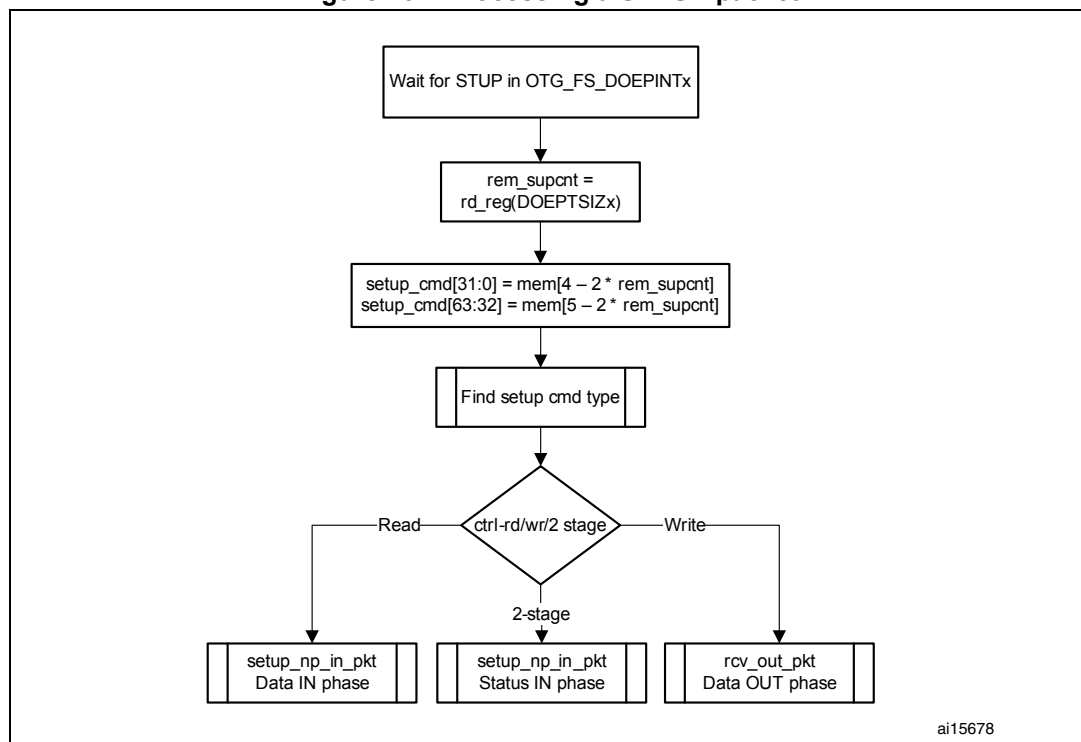 Wait for STUP in OTG_FS_DOEPINTx
rem_supcnt =
rd_reg(DOEPTSIZx)
setup_cmd[31:0] = mem[4 – 2 * rem_supcnt]
setup_cmd[63:32] = mem[5 – 2 * rem_supcnt]
Find setup cmd type
Read
ctrl-rd/wr/2 stage
Write
2-stage
setup_np_in_pkt
Data IN phase
setup_np_in_pkt
Status IN phase
rcv_out_pkt
Data OUT phase
ai15678